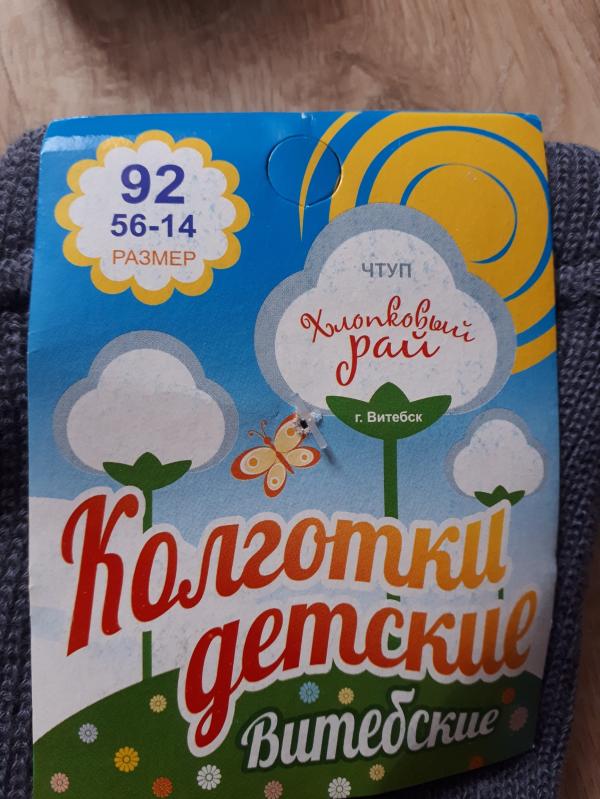 92
56-14
РАЗМЕР
ЧТУП
Хлопковый
рай
г. Витебск
Колготки
детские
Витебские